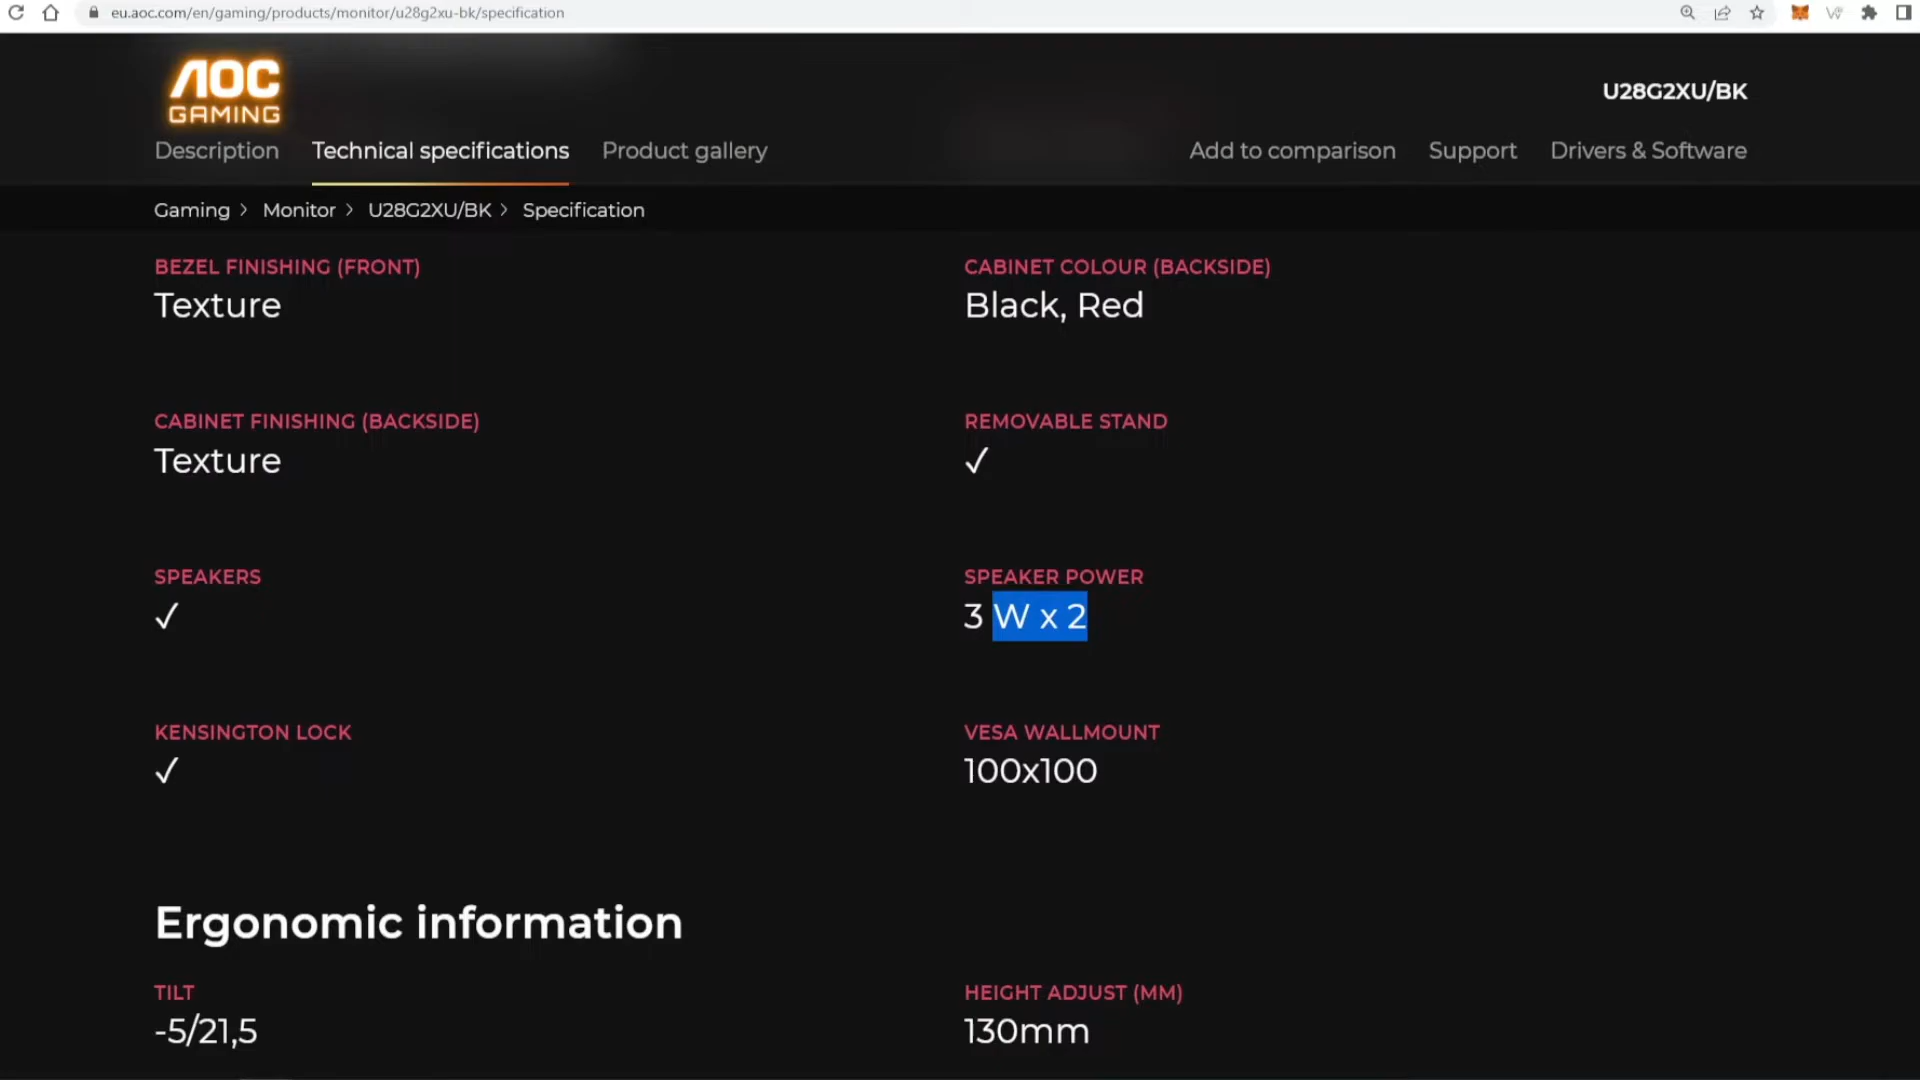 eu.aoc.com/en/gaming/products/monitor/u28g2xu-bk/specification
AOC
GAMING
U28G2XU/BK
Description Technical specifications Product gallery Add to comparison Support Drivers & Software
Gaming > Monitor > U28G2XU/BK > Specification
BEZEL FINISHING (FRONT)
Texture
CABINET COLOUR (BACKSIDE)
Black, Red
CABINET FINISHING (BACKSIDE)
Texture
REMOVABLE STAND
✓
SPEAKERS
✓
SPEAKER POWER
3 W x 2
KENSINGTON LOCK
✓
VESA WALLMOUNT
100x100
Ergonomic information
TILT
-5/21,5
HEIGHT ADJUST (MM)
130mm